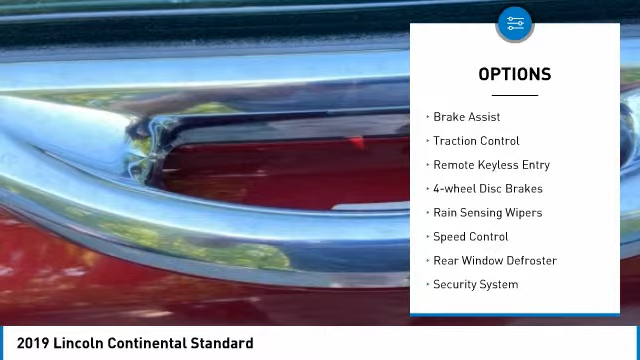 OPTIONS
Brake Assist
Traction Control
Remote Keyless Entry
4-wheel Disc Brakes
Rain Sensing Wipers
Speed Control
Rear Window Defroster
Security System
2019 Lincoln Continental Standard